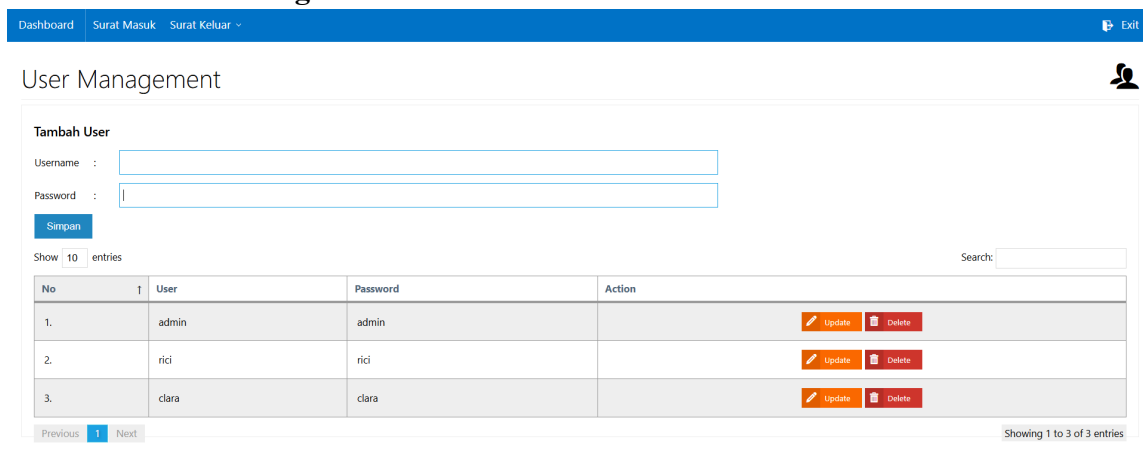 Dashboard Surat Masuk Surat Keluar Exit
User Management
Tambah User
Username :
Password :
Simpan
Show 10 entries Search:
No ↑ User Password Action
1. admin admin Update Delete
2. rici rici Update Delete
3. clara clara Update Delete
Previous 1 Next Showing 1 to 3 of 3 entries